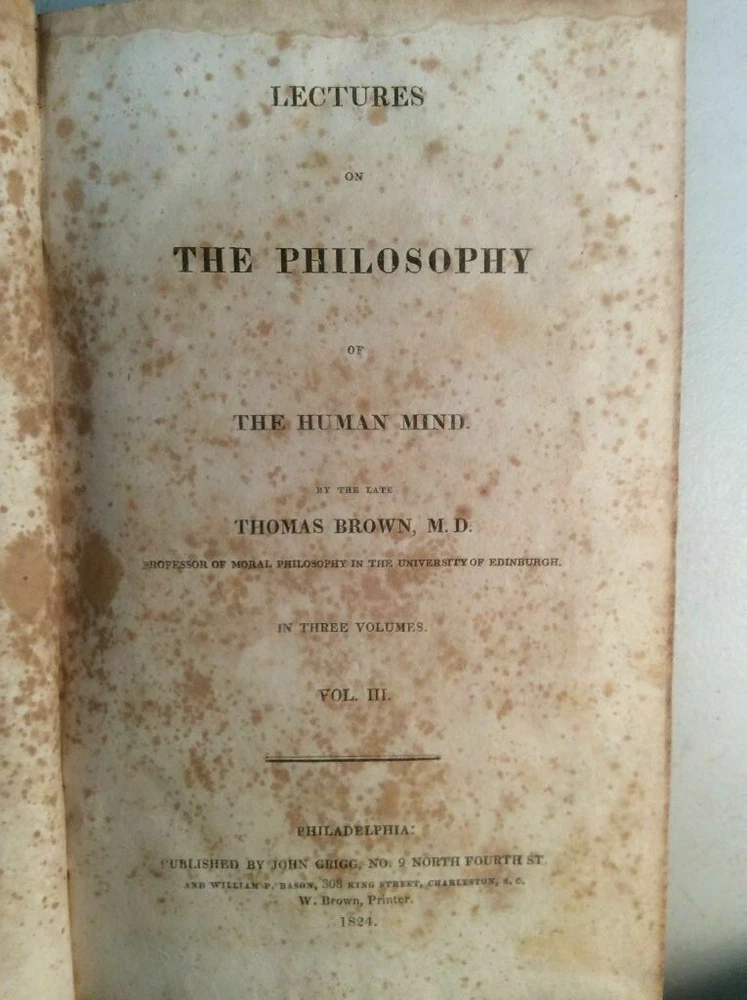 LECTURES
ON
THE PHILOSOPHY
OF
THE HUMAN MIND.
BY THE LATE
THOMAS BROWN, M. D.
PROFESSOR OF MORAL PHILOSOPHY IN THE UNIVERSITY OF EDINBURGH.
IN THREE VOLUMES.
VOL. III.
PHILADELPHIA:
PUBLISHED BY JOHN GRIGG, NO. 9 NORTH FOURTH ST
AND WILLIAM P. BASON, 308 KING STREET, CHARLESTON, S. C.
W. Brown, Printer.
1824.